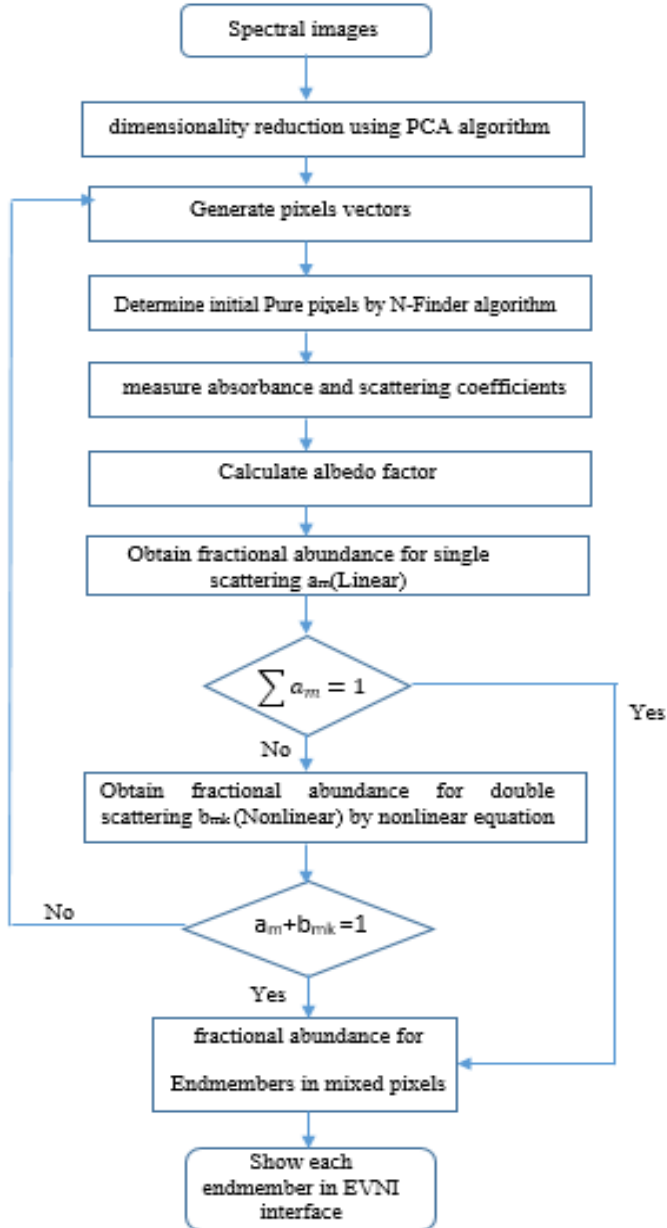 Spectral images
dimensionality reduction using PCA algorithm
Generate pixels vectors
Determine initial Pure pixels by N-Finder algorithm
measure absorbance and scattering coefficients
Calculate albedo factor
Obtain fractional abundance for single
scattering aₘ(Linear)
∑ aₘ = 1
Yes
No
Obtain fractional abundance for double
scattering bₘₖ (Nonlinear) by nonlinear equation
No
aₘ+bₘₖ=1
Yes
fractional abundance for
Endmembers in mixed pixels
Show each
endmember in EVNI
interface